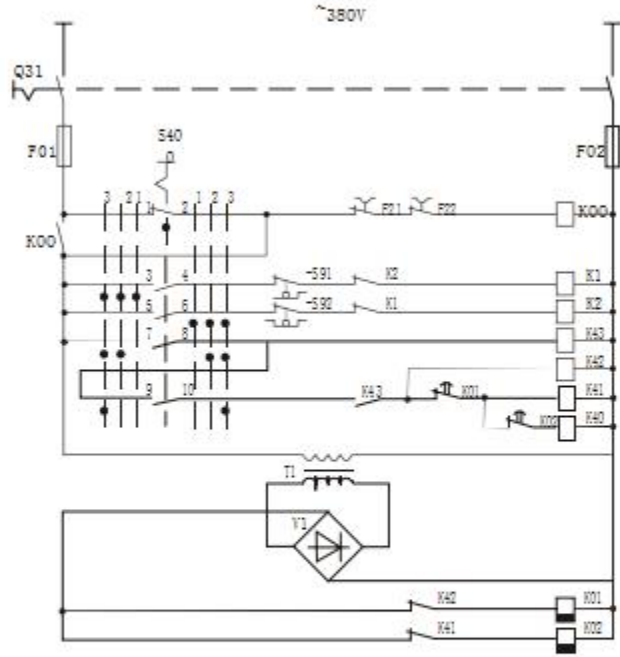 ~380V
Q31
S40
F01
F02
3 2 1 1 2 1 2 3
F21 F22
K00
K00
3 4 -S91 K2 K1
5 6 -S92 K1 K2
7 8 K43
K42
9 10 K43 K01 K41
K02 K40
T1
V1
K42 K01
K41 K02